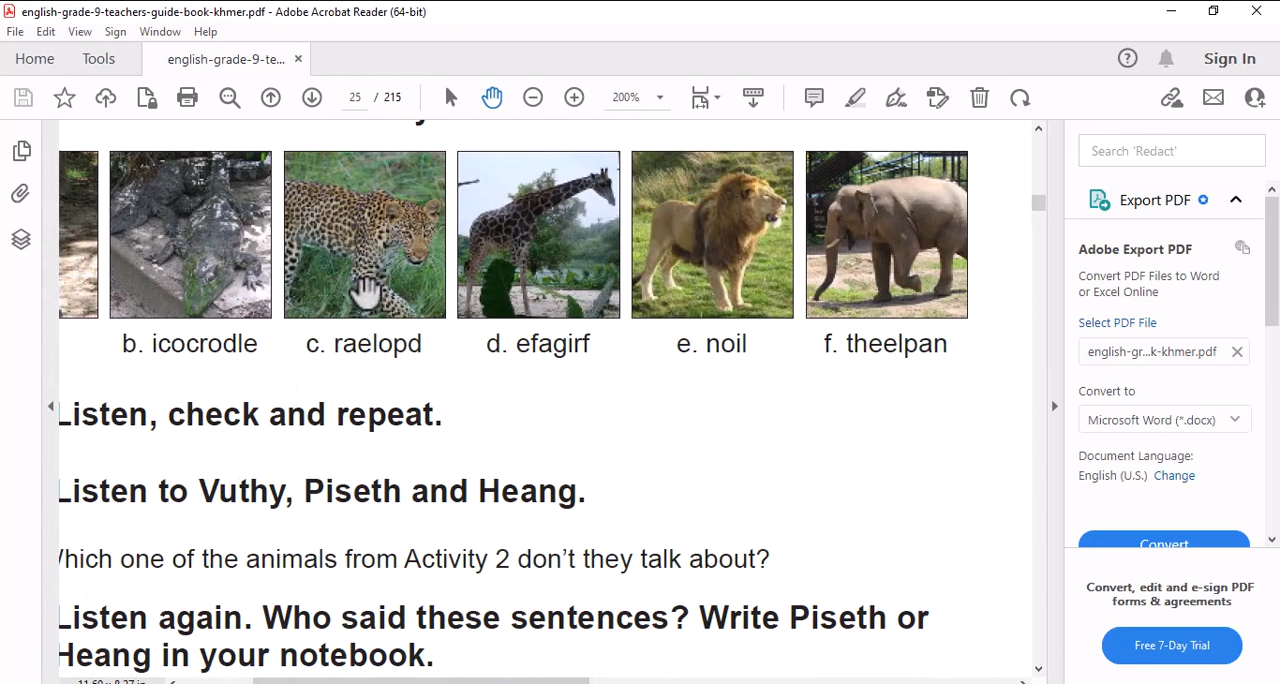 english-grade-9-teachers-guide-book-khmer.pdf - Adobe Acrobat Reader (64-bit)
File Edit View Sign Window Help
Home Tools english-grade-9-te... ×
Sign In
25 / 215 200%
Search 'Redact'
Export PDF
Adobe Export PDF
Convert PDF Files to Word
or Excel Online
Select PDF File
english-gr...k-khmer.pdf
Convert to
Microsoft Word (*.docx)
Document Language:
English (U.S.) Change
Convert
Convert, edit and e-sign PDF
forms & agreements
Free 7-Day Trial
b. icocrodle c. raelopd d. efagirf e. noil f. theelpan
Listen, check and repeat.
Listen to Vuthy, Piseth and Heang.
Which one of the animals from Activity 2 don't they talk about?
Listen again. Who said these sentences? Write Piseth or
Heang in your notebook.